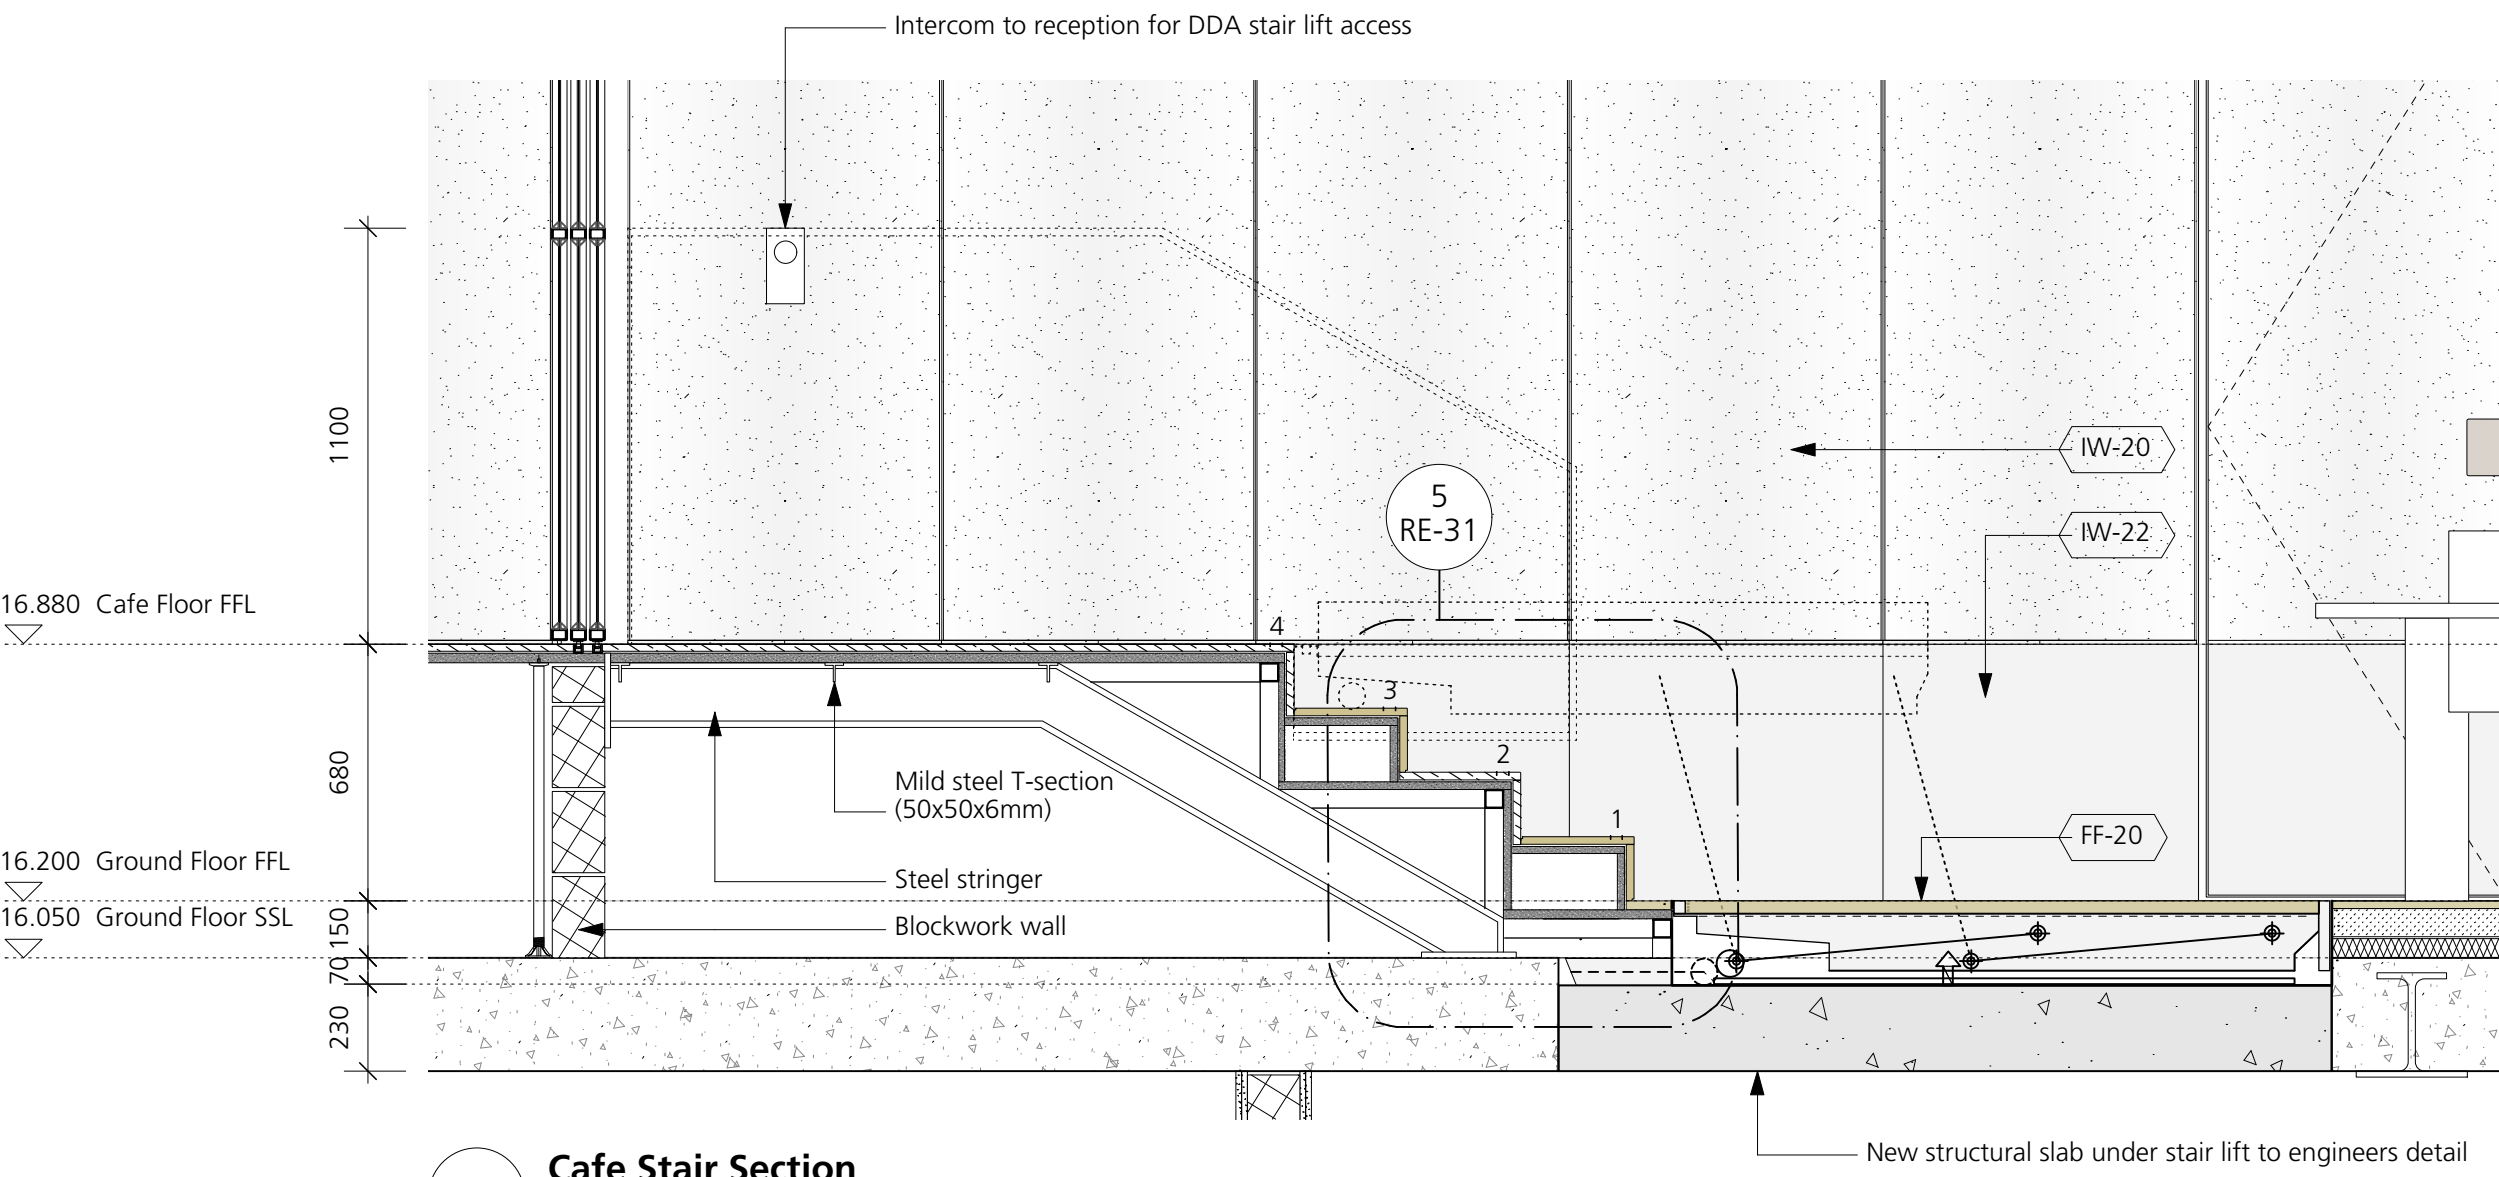 Intercom to reception for DDA stair lift access
1100
IW-20
5
RE-31
IW-22
16.880 Cafe Floor FFL
4
3
680
Mild steel T-section
(50x50x6mm)
2
1
FF-20
16.200 Ground Floor FFL
Steel stringer
16.050 Ground Floor SSL
150
Blockwork wall
70
230
New structural slab under stair lift to engineers detail
Cafe Stair Section